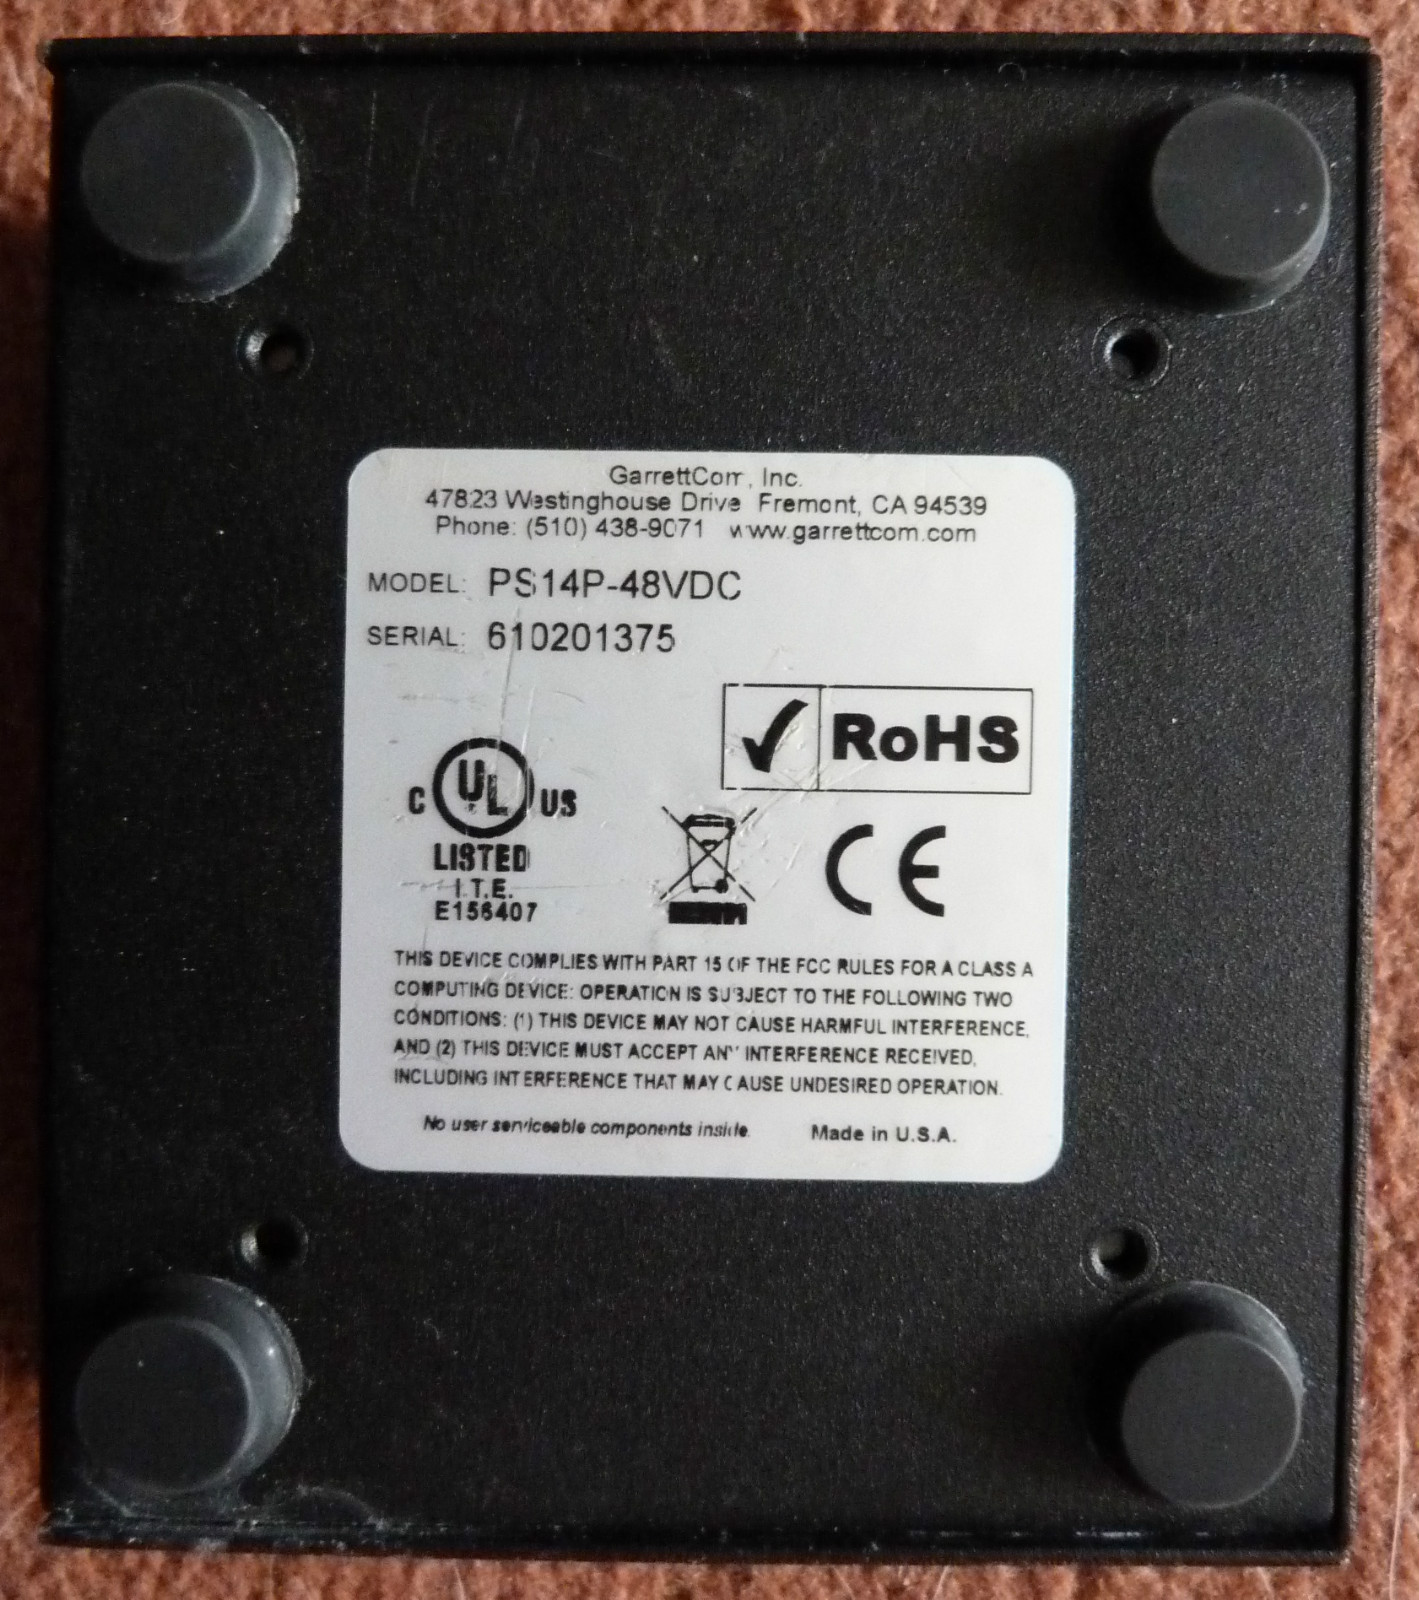 GarrettCom, Inc.
47823 Westinghouse Drive Fremont, CA 94539
Phone: (510) 438-9071 www.garrettcom.com
MODEL: PS14P-48VDC
SERIAL: 610201375
✓ RoHS
C UL US
LISTED
I.T.E.
E156407
CE
THIS DEVICE COMPLIES WITH PART 15 OF THE FCC RULES FOR A CLASS A
COMPUTING DEVICE: OPERATION IS SUBJECT TO THE FOLLOWING TWO
CONDITIONS: (1) THIS DEVICE MAY NOT CAUSE HARMFUL INTERFERENCE,
AND (2) THIS DEVICE MUST ACCEPT ANY INTERFERENCE RECEIVED,
INCLUDING INTERFERENCE THAT MAY CAUSE UNDESIRED OPERATION.
No user serviceable components inside. Made in U.S.A.